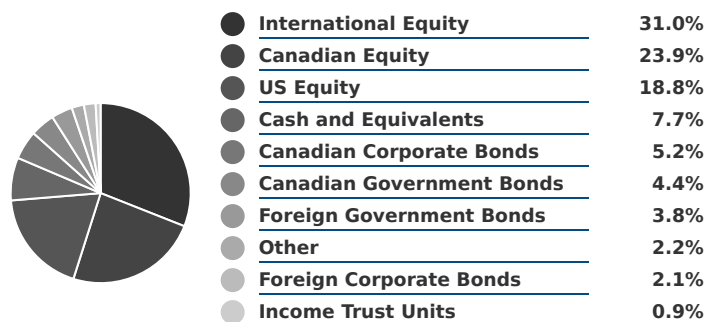 International Equity 31.0%
Canadian Equity 23.9%
US Equity 18.8%
Cash and Equivalents 7.7%
Canadian Corporate Bonds 5.2%
Canadian Government Bonds 4.4%
Foreign Government Bonds 3.8%
Other 2.2%
Foreign Corporate Bonds 2.1%
Income Trust Units 0.9%